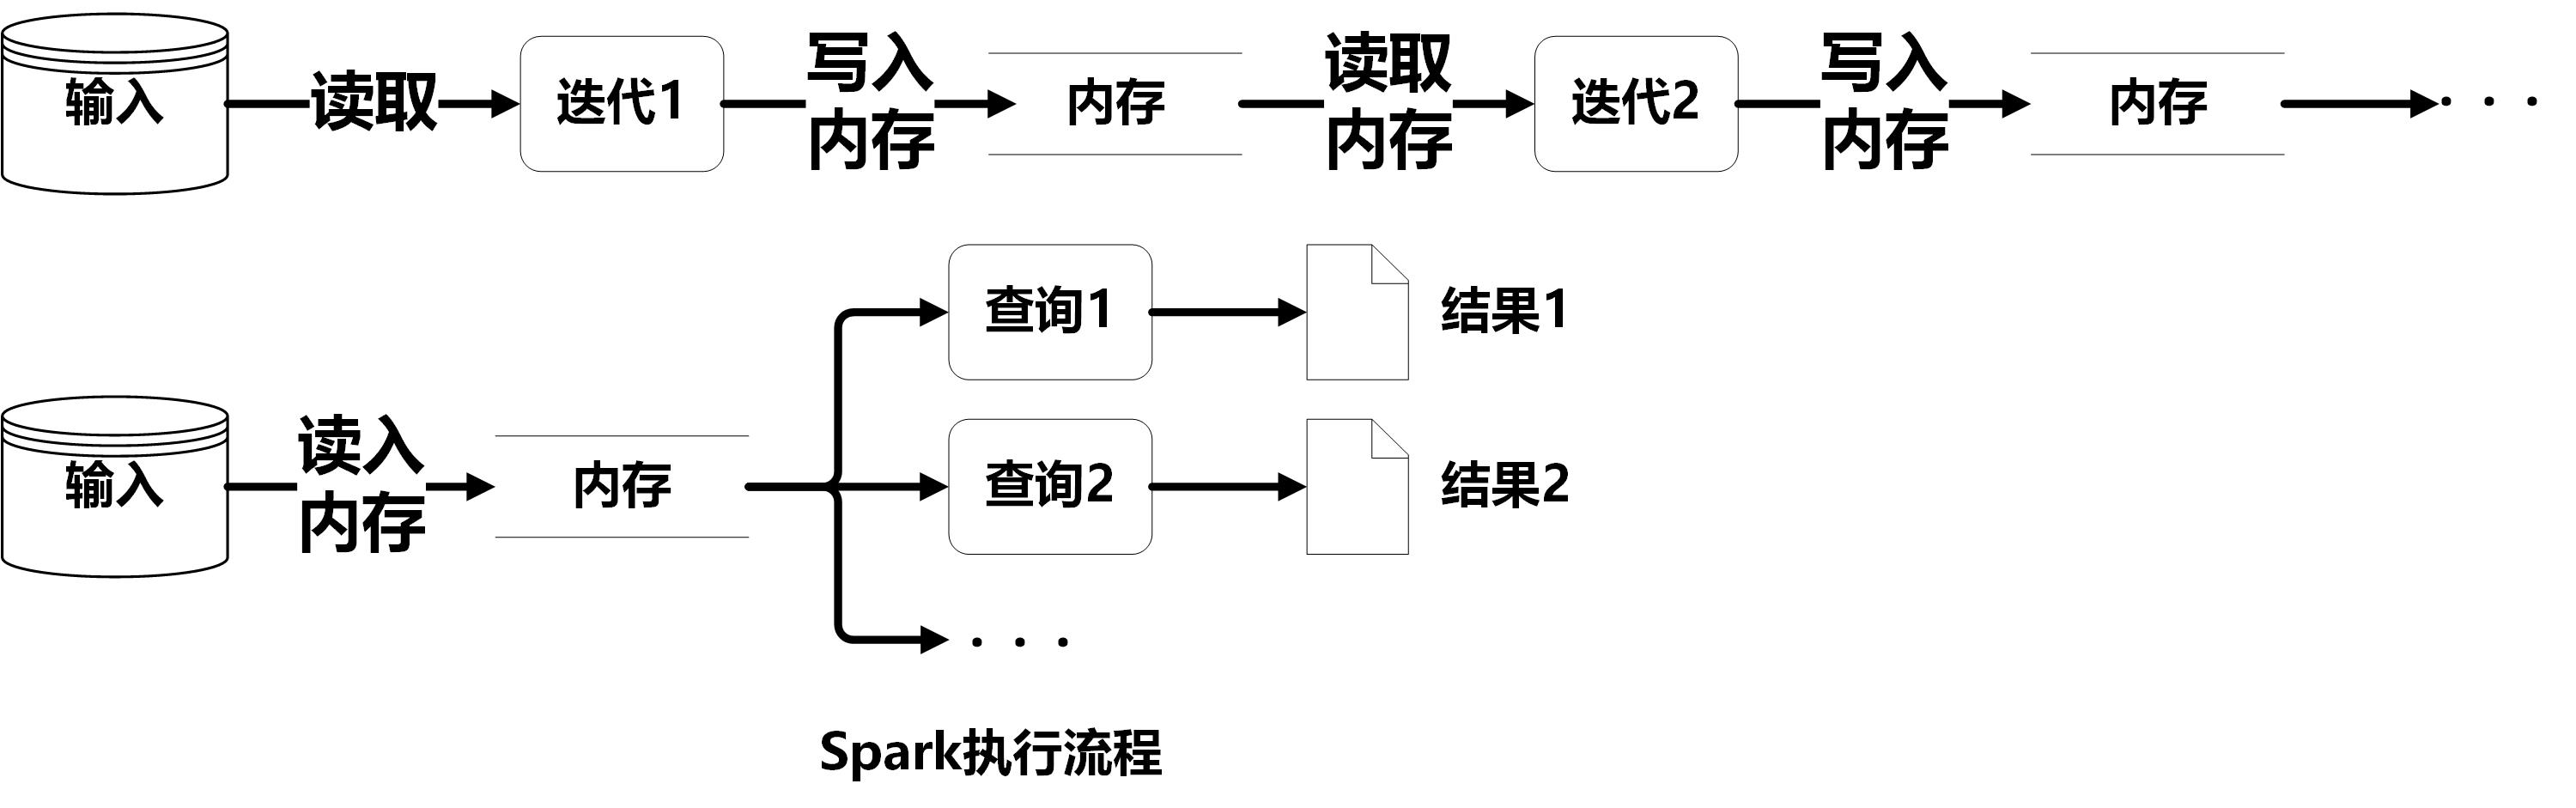 输入
读取
迭代1
写入
内存
内存
读取
内存
迭代2
写入
内存
内存
· · ·
查询1
结果1
输入
读入
内存
内存
查询2
结果2
· · ·
Spark执行流程